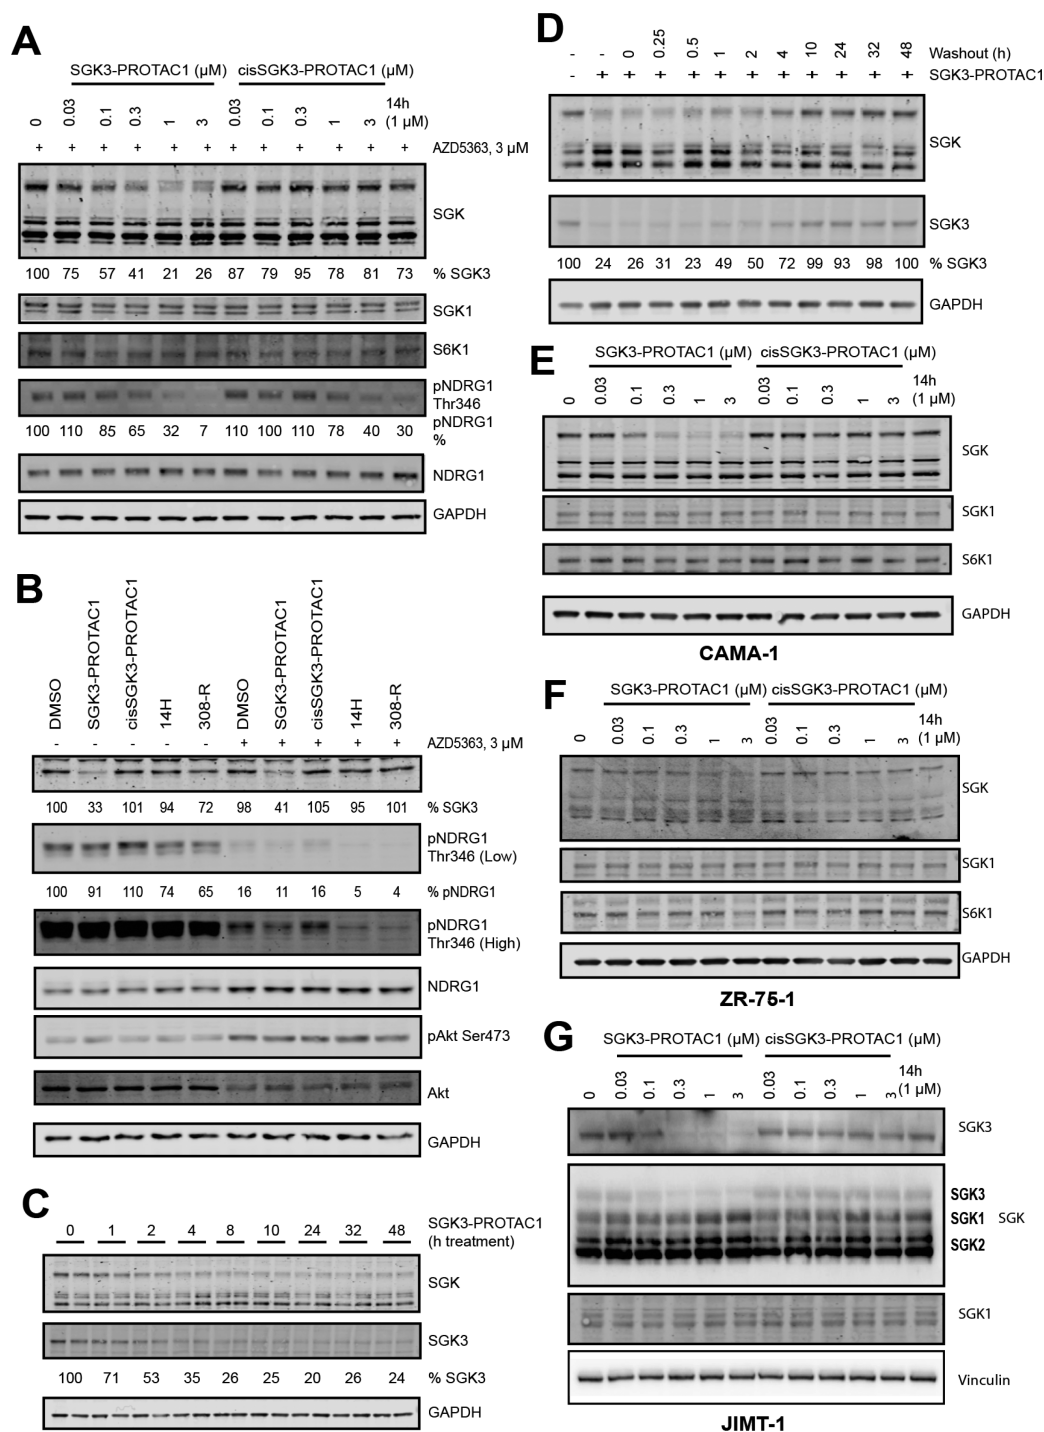 A
SGK3-PROTAC1 (µM) cisSGK3-PROTAC1 (µM)
0 0.03 0.1 0.3 1 3 0.03 0.1 0.3 1 3 14h (1 µM)
+ + + + + + + + + + + + AZD5363, 3 µM
SGK
100 75 57 41 21 26 87 79 95 78 81 73 % SGK3
SGK1
S6K1
pNDRG1
Thr346
100 110 85 65 32 7 110 100 110 78 40 30 pNDRG1 %
NDRG1
GAPDH
B
DMSO SGK3-PROTAC1 cisSGK3-PROTAC1 14H 308-R DMSO SGK3-PROTAC1 cisSGK3-PROTAC1 14H 308-R
- - - - - + + + + + AZD5363, 3 µM
100 33 101 94 72 98 41 105 95 101 % SGK3
pNDRG1
Thr346 (Low)
100 91 110 74 65 16 11 16 5 4 % pNDRG1
pNDRG1
Thr346 (High)
NDRG1
pAkt Ser473
Akt
GAPDH
C
0 1 2 4 8 10 24 32 48 SGK3-PROTAC1
(h treatment)
SGK
SGK3
100 71 53 35 26 25 20 26 24 % SGK3
GAPDH
D
- - 0 0.25 0.5 1 2 4 10 24 32 48 Washout (h)
- + + + + + + + + + + + SGK3-PROTAC1
SGK
SGK3
100 24 26 31 23 49 50 72 99 93 98 100 % SGK3
GAPDH
E
SGK3-PROTAC1 (µM) cisSGK3-PROTAC1 (µM)
0 0.03 0.1 0.3 1 3 0.03 0.1 0.3 1 3 14h
(1 µM)
SGK
SGK1
S6K1
GAPDH
CAMA-1
F
SGK3-PROTAC1 (µM) cisSGK3-PROTAC1 (µM)
0 0.03 0.1 0.3 1 3 0.03 0.1 0.3 1 3 14h
(1 µM)
SGK
SGK1
S6K1
GAPDH
ZR-75-1
G
SGK3-PROTAC1 (µM) cisSGK3-PROTAC1 (µM)
0 0.03 0.1 0.3 1 3 0.03 0.1 0.3 1 3 14h
(1 µM)
SGK3
SGK3
SGK1 SGK
SGK2
SGK1
Vinculin
JIMT-1